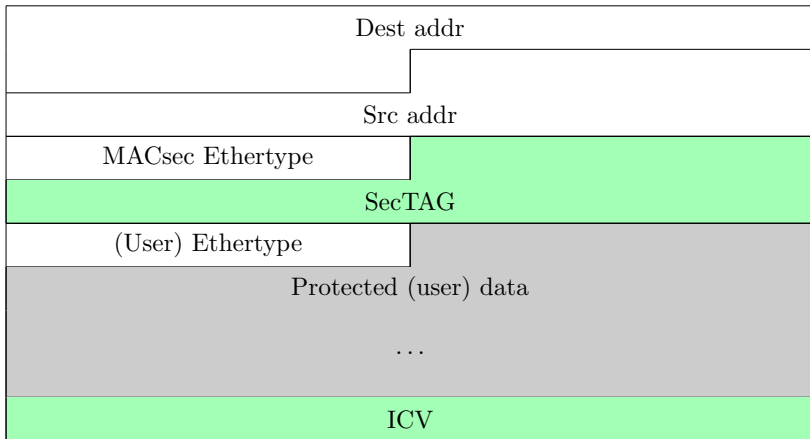 Dest addr
Src addr
MACsec Ethertype
SecTAG
(User) Ethertype
Protected (user) data
...
ICV